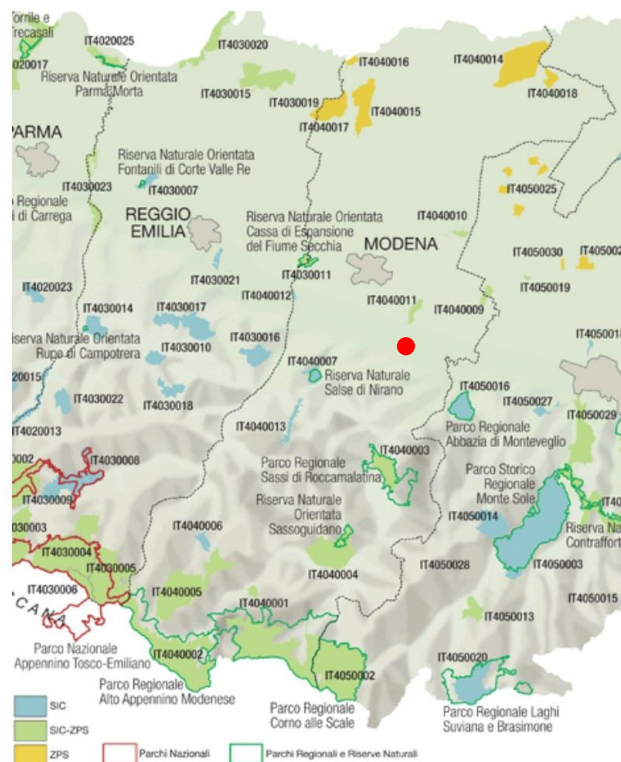 Torrile e
Trecasali
IT4020025
IT4030020
IT4040016
IT4040014
IT4020017
Riserva Naturale Orientata
Parma Morta
IT4030015
IT4030019
IT4040015
IT4040018
IT4040017
PARMA
Riserva Naturale Orientata
Fontanili di Corte Valle Re
IT4030007
IT4030023
IT4050025
Regionale
di Carrega
REGGIO
EMILIA
Riserva Naturale Orientata
Cassa di Espansione
del Fiume Secchia
IT4040010
MODENA
IT4050030
IT4030011
IT4030021
IT4050019
IT4020023
IT4040012
IT4040011
IT4040009
IT4030014
IT4030017
IT4030016
IT4050018
Riserva Naturale Orientata
Rupe di Campotrera
IT4030010
IT4040007
Riserva Naturale
Salse di Nirano
IT4050016
IT4030022
IT4030018
IT4050027
IT4050029
IT4040013
Parco Regionale
Abbazia di Monteveglio
IT4020013
IT4040003
IT4030008
Parco Regionale
Sassi di Roccamalatina
Parco Storico
Regionale
Monte Sole
IT4030009
Riserva Naturale
Orientata
Sassoguidano
IT4050014
IT4040006
IT4030004
IT4030005
IT4040004
IT4050028
IT4050003
IT4030006
IT4040005
IT4040001
IT4050015
IT4050013
CANA
Parco Nazionale
Appennino Tosco-Emiliano
IT4040002
IT4050020
IT4050002
Parco Regionale
Alto Appennino Modenese
Parco Regionale
Corno alle Scale
Parco Regionale Laghi
Suviana e Brasimone
SIC
SIC-ZPS
ZPS
Parchi Nazionali
Parchi Regionali e Riserve Naturali